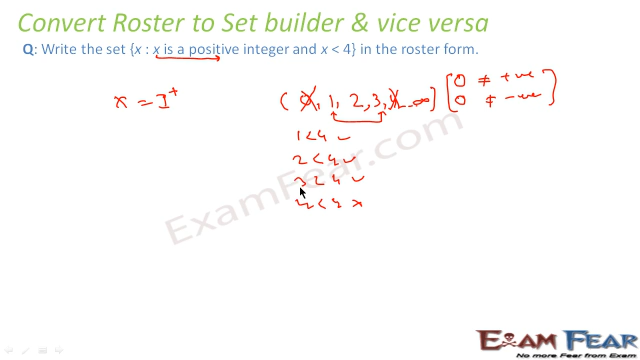 Convert Roster to Set builder & vice versa
Q: Write the set {x : x is a positive integer and x < 4} in the roster form.
x = I⁺
( 0, 1, 2, 3, 4 - - ∞ ] [ 0 ≠ +ve
0 ≠ -ve ]
1 < 4 ✓
2 < 4 ✓
3 < 4 ✓
4 < 4 ×
ExamFear.com
EXAM FEAR
No more Fear from Exam